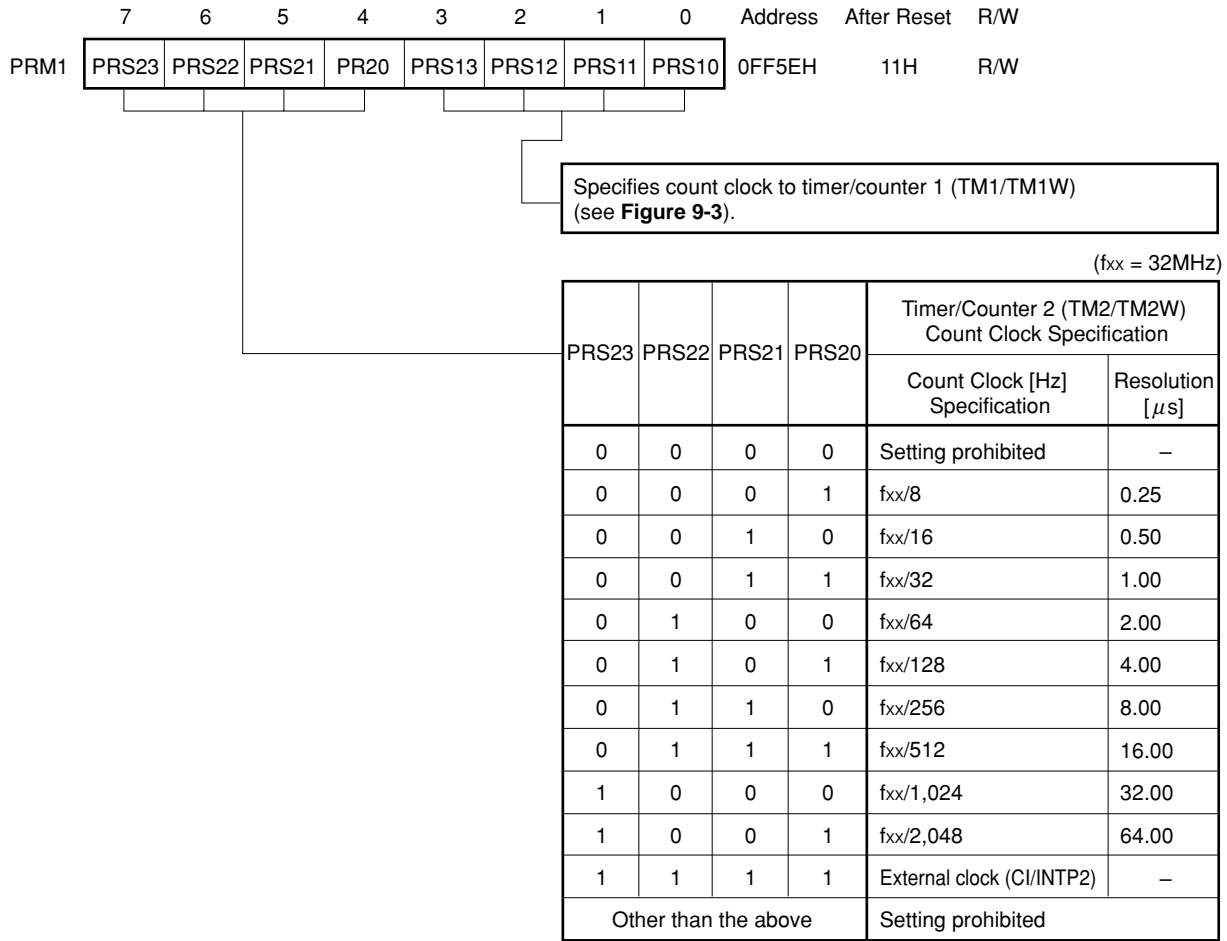 7 6 5 4 3 2 1 0 Address After Reset R/W
PRM1 PRS23 PRS22 PRS21 PR20 PRS13 PRS12 PRS11 PRS10 0FF5EH 11H R/W
Specifies count clock to timer/counter 1 (TM1/TM1W)
(see Figure 9-3).
(fxx = 32MHz)
PRS23 PRS22 PRS21 PRS20
Timer/Counter 2 (TM2/TM2W)
Count Clock Specification
Count Clock [Hz]
Specification
Resolution
[μs]
0 0 0 0 Setting prohibited –
0 0 0 1 fxx/8 0.25
0 0 1 0 fxx/16 0.50
0 0 1 1 fxx/32 1.00
0 1 0 0 fxx/64 2.00
0 1 0 1 fxx/128 4.00
0 1 1 0 fxx/256 8.00
0 1 1 1 fxx/512 16.00
1 0 0 0 fxx/1,024 32.00
1 0 0 1 fxx/2,048 64.00
1 1 1 1 External clock (CI/INTP2) –
Other than the above Setting prohibited